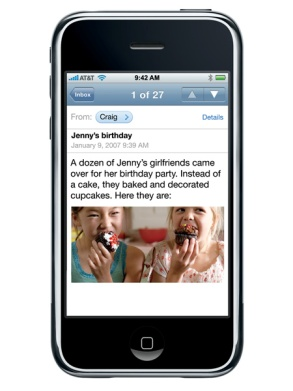 AT&T 9:42 AM
Inbox 1 of 27
From: Craig Details
Jenny's birthday
January 9, 2007 9:39 AM
A dozen of Jenny's girlfriends came
over for her birthday party. Instead of
a cake, they baked and decorated
cupcakes. Here they are: